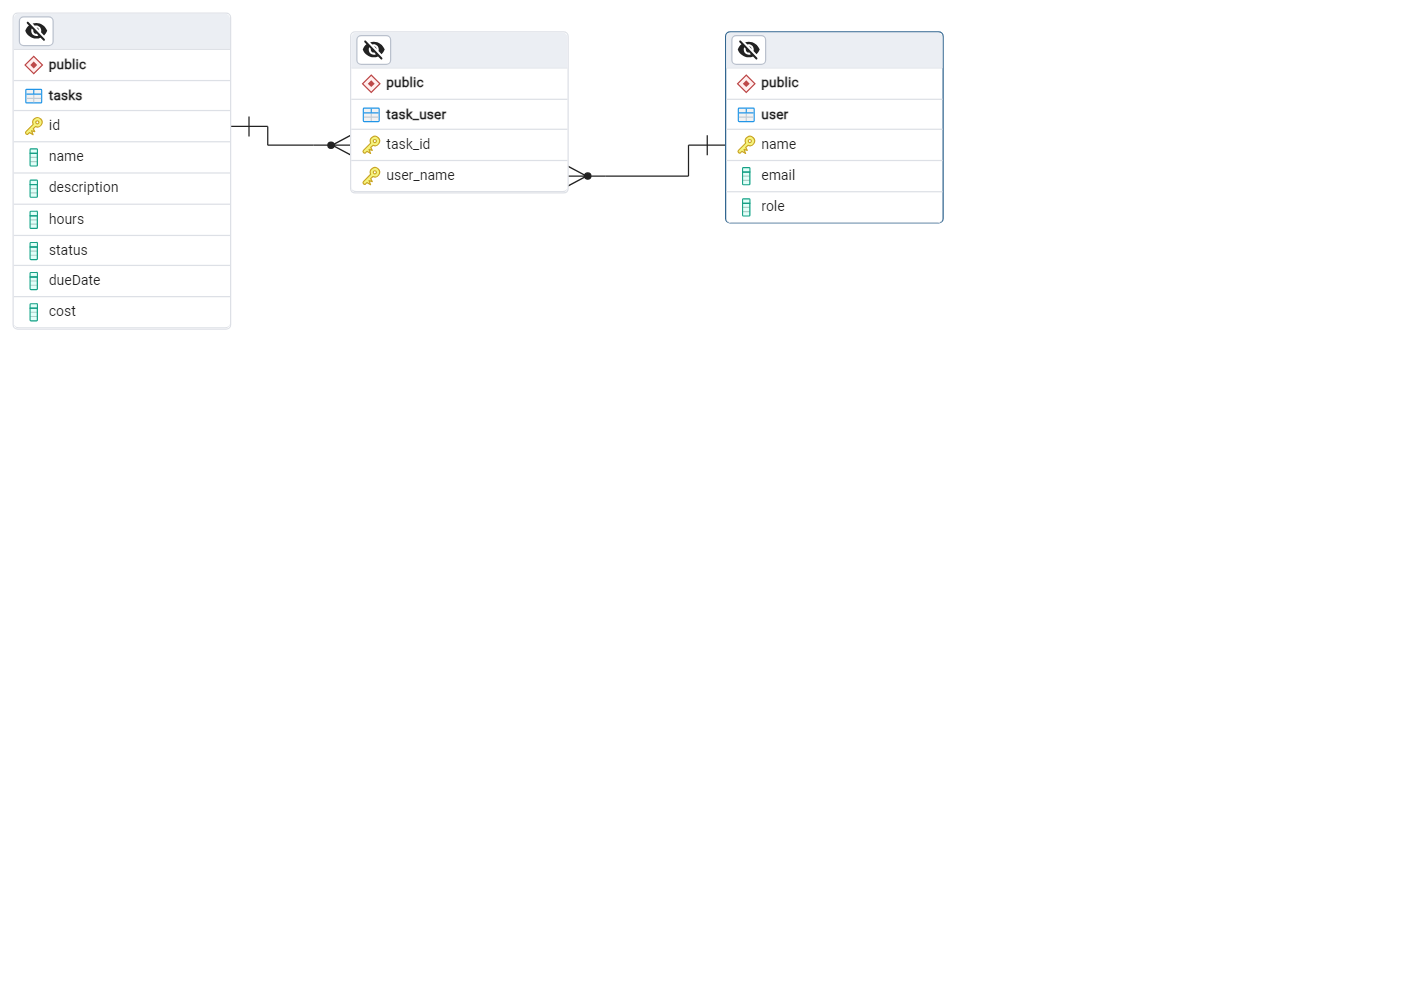 public
tasks
id
name
description
hours
status
dueDate
cost
public
task_user
task_id
user_name
public
user
name
email
role